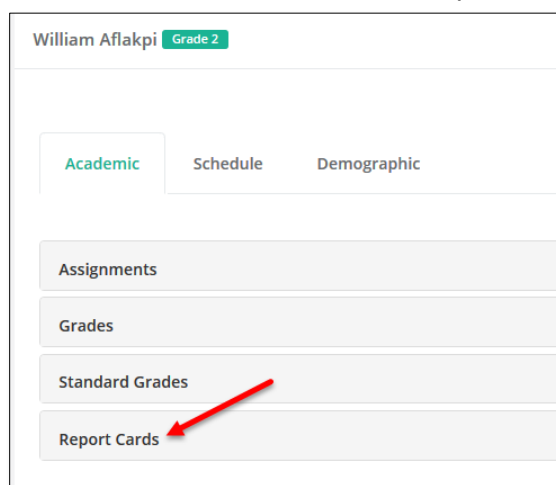 William Aflakpi Grade 2
Academic Schedule Demographic
Assignments
Grades
Standard Grades
Report Cards